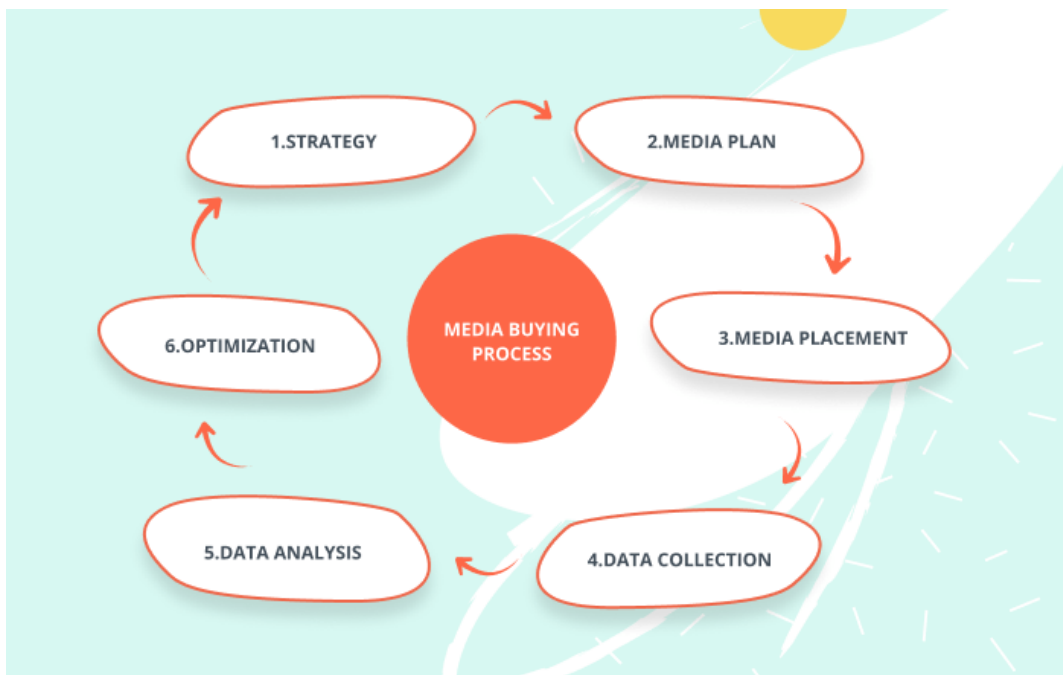 1.STRATEGY
2.MEDIA PLAN
MEDIA BUYING
PROCESS
3.MEDIA PLACEMENT
6.OPTIMIZATION
5.DATA ANALYSIS
4.DATA COLLECTION